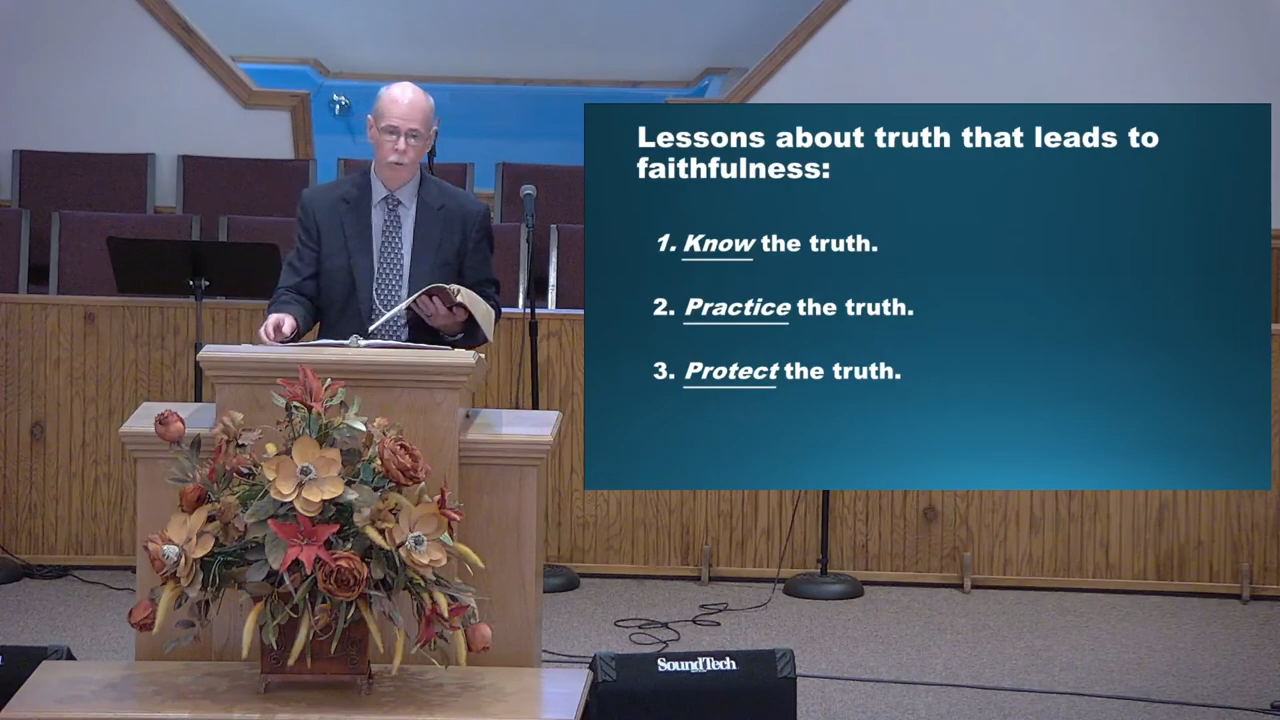 Lessons about truth that leads to
faithfulness:
1. Know the truth.
2. Practice the truth.
3. Protect the truth.
SoundTech